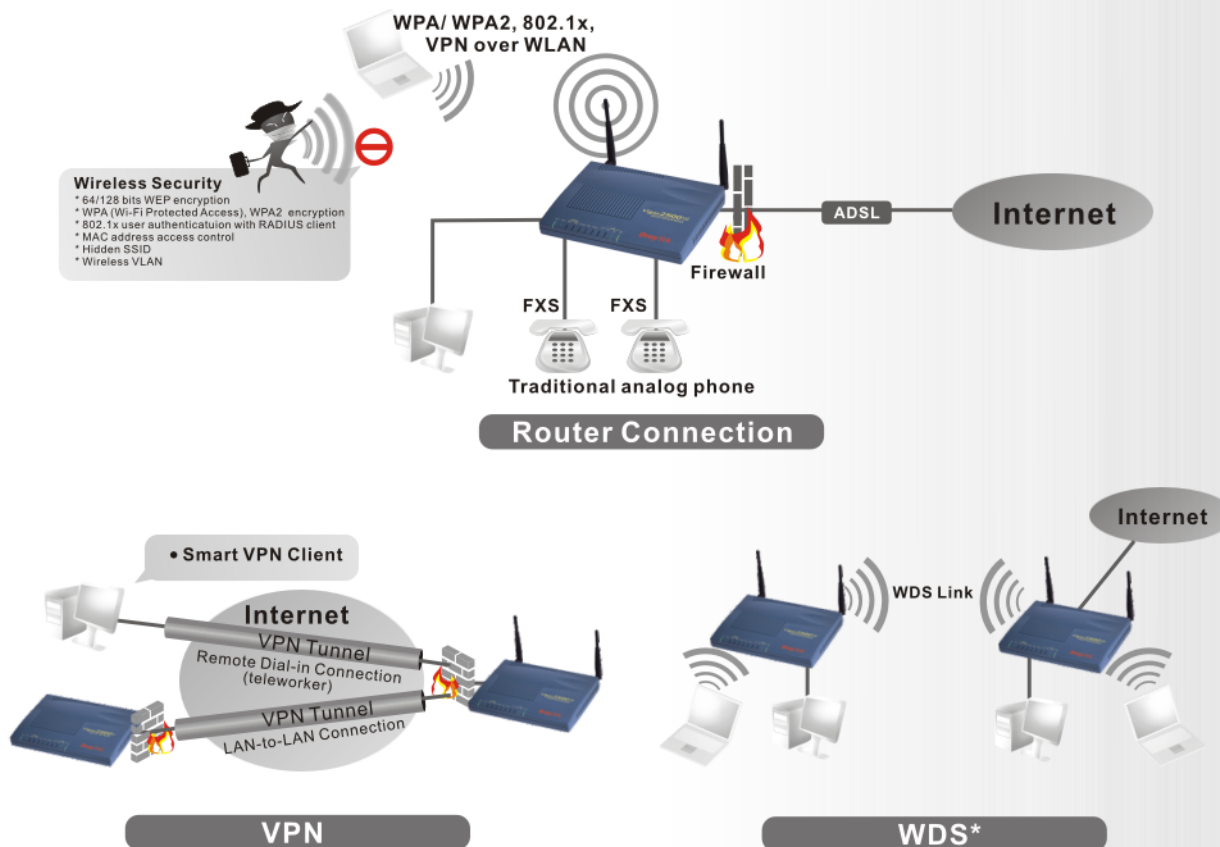 WPA/ WPA2, 802.1x,
VPN over WLAN
Wireless Security
* 64/128 bits WEP encryption
* WPA (Wi-Fi Protected Access), WPA2 encryption
* 802.1x user authenticatuion with RADIUS client
* MAC address access control
* Hidden SSID
* Wireless VLAN
Firewall
ADSL
Internet
FXS
FXS
Traditional analog phone
Router Connection
• Smart VPN Client
Internet
VPN Tunnel
Remote Dial-in Connection
(teleworker)
VPN Tunnel
LAN-to-LAN Connection
VPN
Internet
WDS Link
WDS*